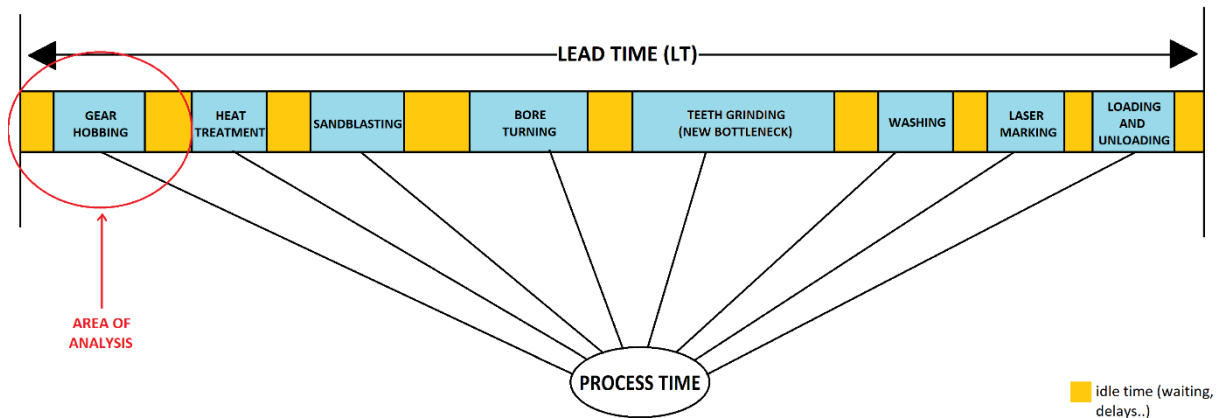 LEAD TIME (LT)
GEAR
HOBBING
HEAT
TREATMENT
SANDBLASTING
BORE
TURNING
TEETH GRINDING
(NEW BOTTLENECK)
WASHING
LASER
MARKING
LOADING
AND
UNLOADING
AREA OF
ANALYSIS
PROCESS TIME
idle time (waiting,
delays..)